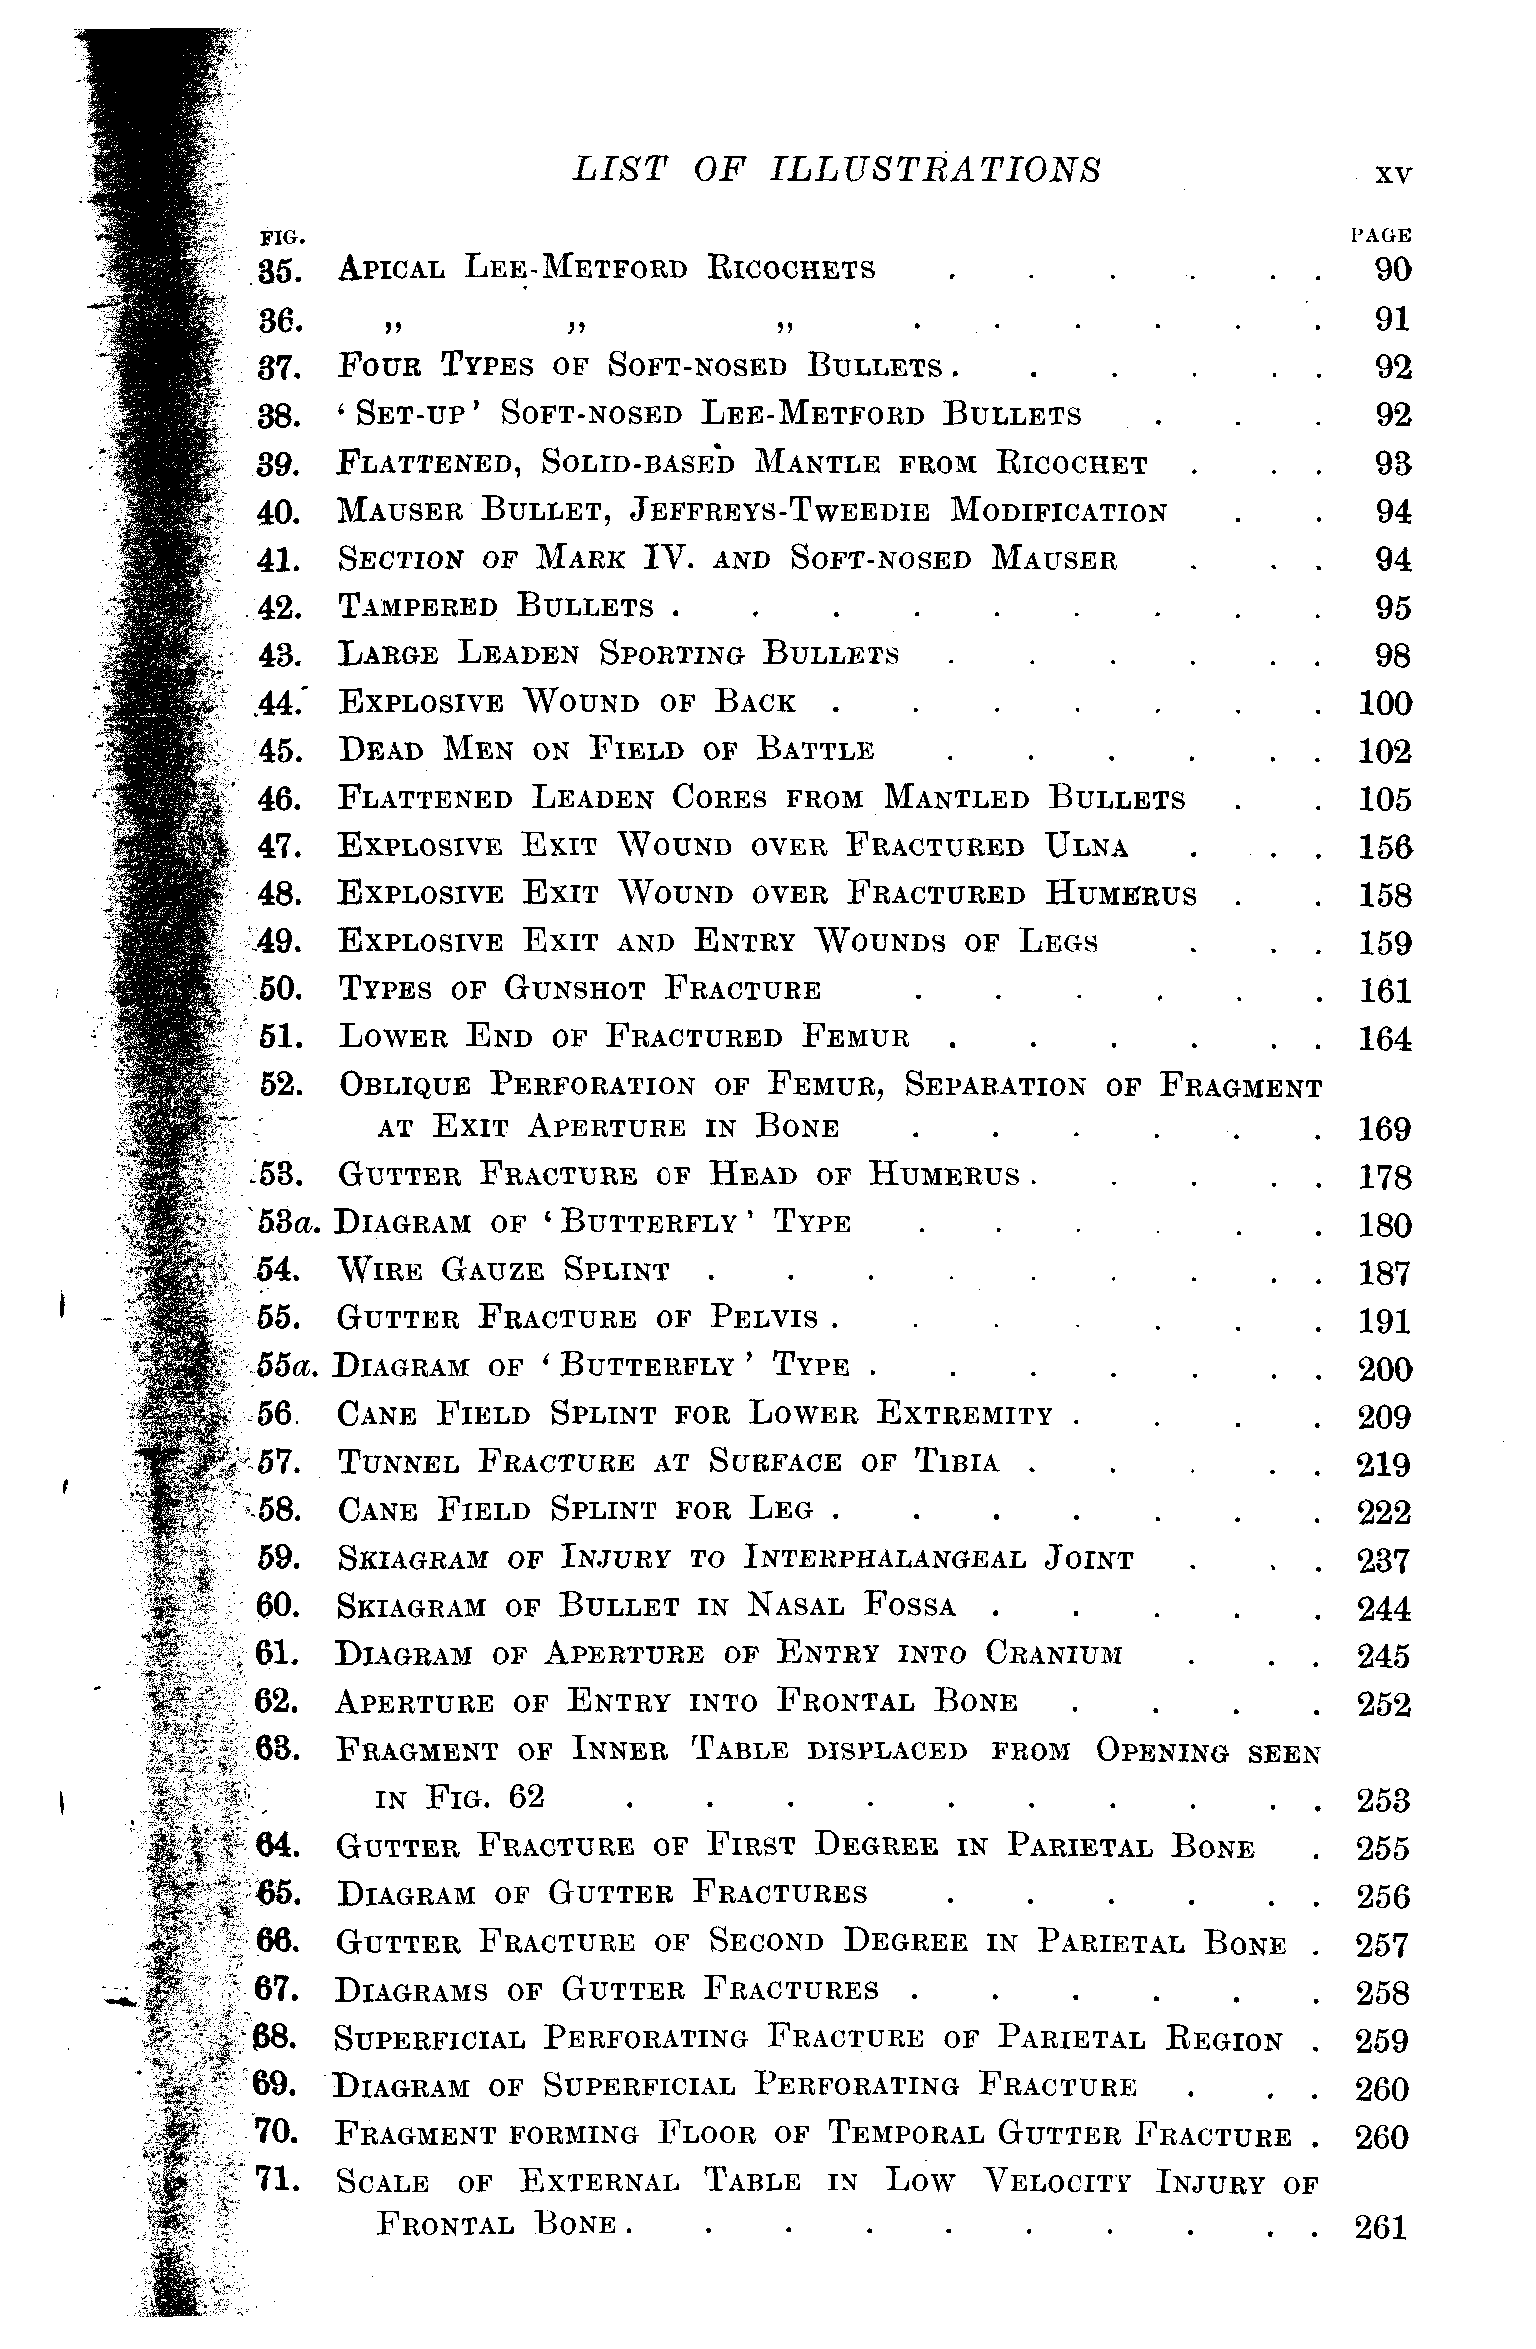 LIST OF ILLUSTRATIONS xv
FIG. PAGE
35. Apical Lee-Metford Ricochets . . . . . . 90
36. „ „ „ . . . . . . 91
37. Four Types of Soft-nosed Bullets . . . . . . 92
38. ‘Set-up’ Soft-nosed Lee-Metford Bullets . . . 92
39. Flattened, Solid-based Mantle from Ricochet . . . 93
40. Mauser Bullet, Jeffreys-Tweedie Modification . . 94
41. Section of Mark IV. and Soft-nosed Mauser . . . 94
42. Tampered Bullets . . . . . . . . . 95
43. Large Leaden Sporting Bullets . . . . . . 98
44. Explosive Wound of Back . . . . . . . 100
45. Dead Men on Field of Battle . . . . . . 102
46. Flattened Leaden Cores from Mantled Bullets . . 105
47. Explosive Exit Wound over Fractured Ulna . . . 156
48. Explosive Exit Wound over Fractured Humerus . . 158
49. Explosive Exit and Entry Wounds of Legs . . . 159
50. Types of Gunshot Fracture . . . . . . 161
51. Lower End of Fractured Femur . . . . . . 164
52. Oblique Perforation of Femur, Separation of Fragment
at Exit Aperture in Bone . . . . . . 169
53. Gutter Fracture of Head of Humerus . . . . . 178
53a. Diagram of ‘Butterfly’ Type . . . . . . 180
54. Wire Gauze Splint . . . . . . . . . 187
55. Gutter Fracture of Pelvis . . . . . . . 191
55a. Diagram of ‘Butterfly’ Type . . . . . . . 200
56. Cane Field Splint for Lower Extremity . . . . 209
57. Tunnel Fracture at Surface of Tibia . . . . . 219
58. Cane Field Splint for Leg . . . . . . . 222
59. Skiagram of Injury to Interphalangeal Joint . . . 237
60. Skiagram of Bullet in Nasal Fossa . . . . . 244
61. Diagram of Aperture of Entry into Cranium . . . 245
62. Aperture of Entry into Frontal Bone . . . . 252
63. Fragment of Inner Table displaced from Opening seen
in Fig. 62 . . . . . . . . . . 253
64. Gutter Fracture of First Degree in Parietal Bone . 255
65. Diagram of Gutter Fractures . . . . . . 256
66. Gutter Fracture of Second Degree in Parietal Bone . 257
67. Diagrams of Gutter Fractures . . . . . . 258
68. Superficial Perforating Fracture of Parietal Region . 259
69. Diagram of Superficial Perforating Fracture . . . 260
70. Fragment forming Floor of Temporal Gutter Fracture . 260
71. Scale of External Table in Low Velocity Injury of
Frontal Bone . . . . . . . . . . 261